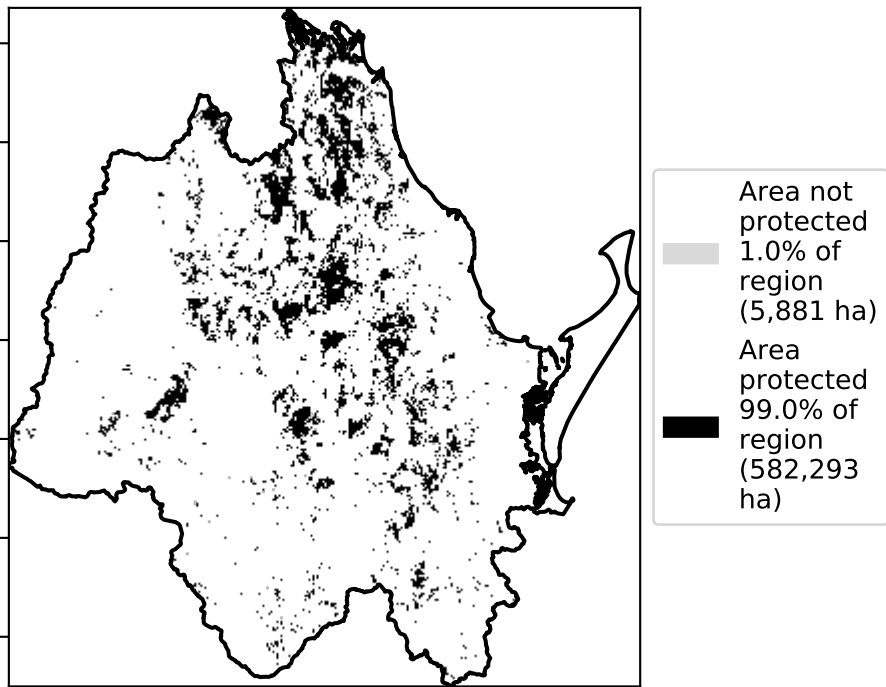 Area not
protected
1.0% of
region
(5,881 ha)
Area
protected
99.0% of
region
(582,293
ha)